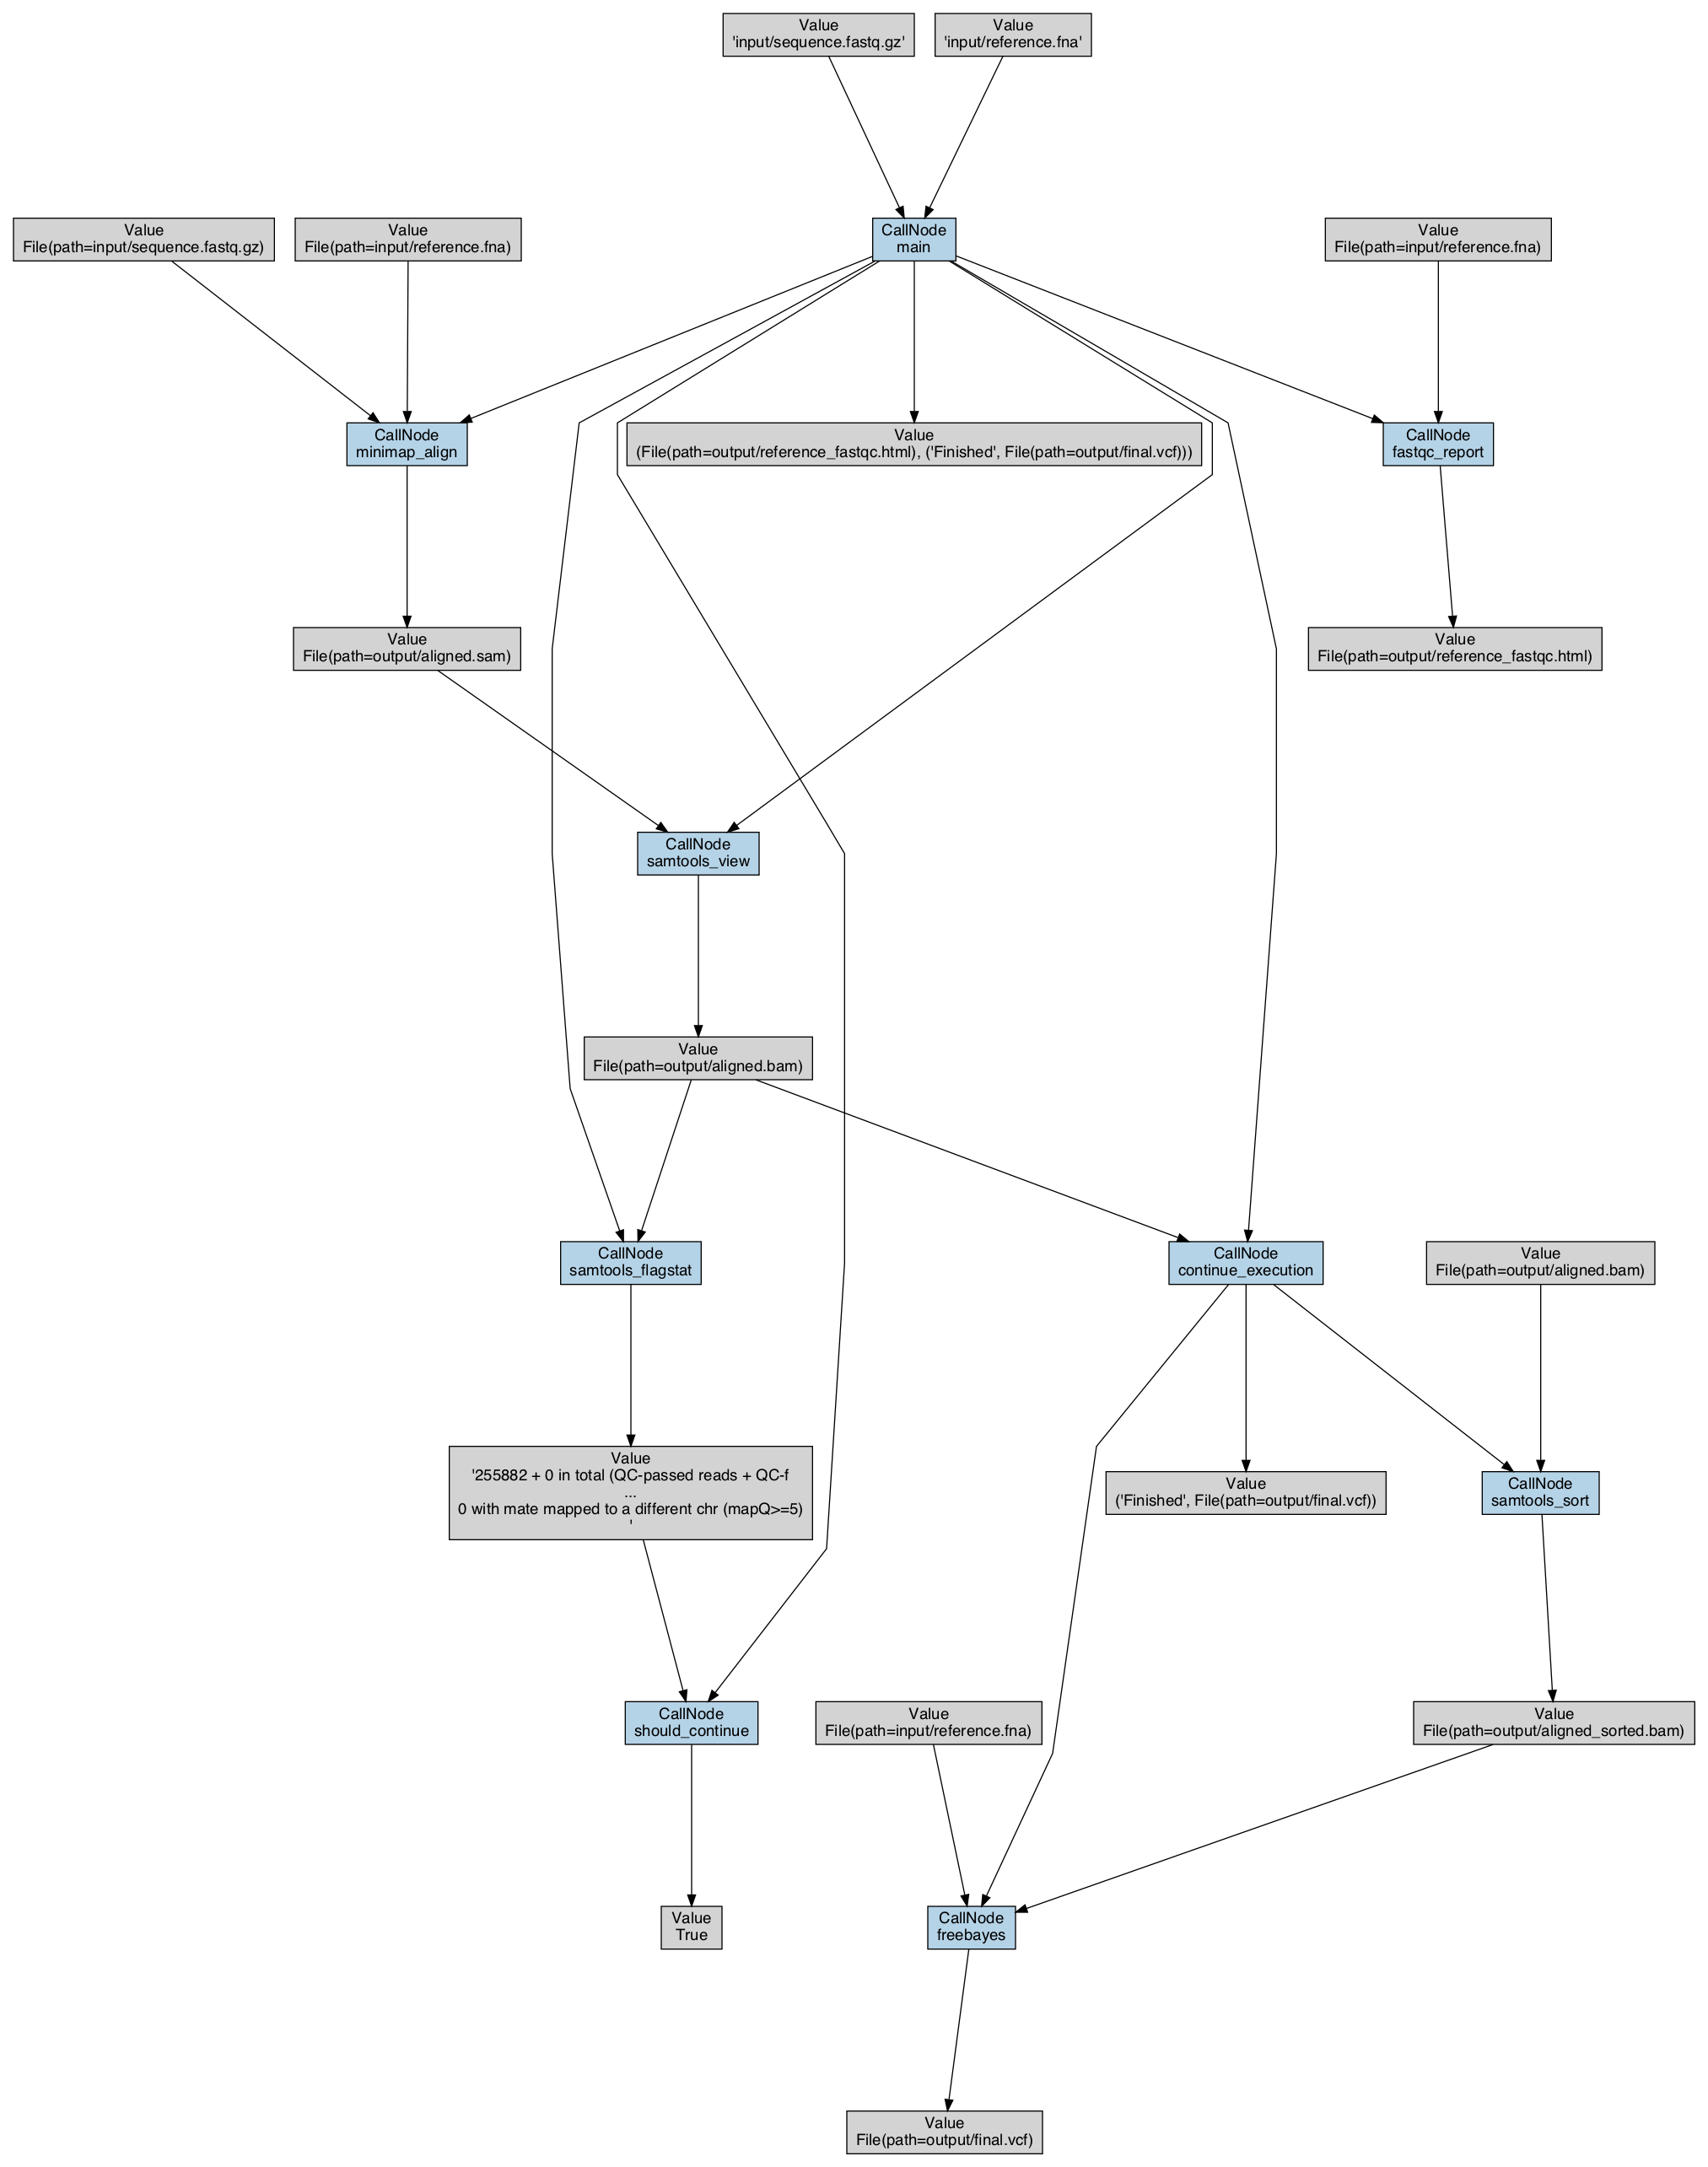 Value
'input/sequence.fastq.gz'
Value
'input/reference.fna'
Value
File(path=input/sequence.fastq.gz)
Value
File(path=input/reference.fna)
CallNode
main
Value
File(path=input/reference.fna)
CallNode
minimap_align
Value
(File(path=output/reference_fastqc.html), ('Finished', File(path=output/final.vcf)))
CallNode
fastqc_report
Value
File(path=output/aligned.sam)
Value
File(path=output/reference_fastqc.html)
CallNode
samtools_view
Value
File(path=output/aligned.bam)
CallNode
samtools_flagstat
CallNode
continue_execution
Value
File(path=output/aligned.bam)
Value
'255882 + 0 in total (QC-passed reads + QC-f
...
0 with mate mapped to a different chr (mapQ>=5)
'
Value
('Finished', File(path=output/final.vcf))
CallNode
samtools_sort
CallNode
should_continue
Value
File(path=input/reference.fna)
Value
File(path=output/aligned_sorted.bam)
Value
True
CallNode
freebayes
Value
File(path=output/final.vcf)